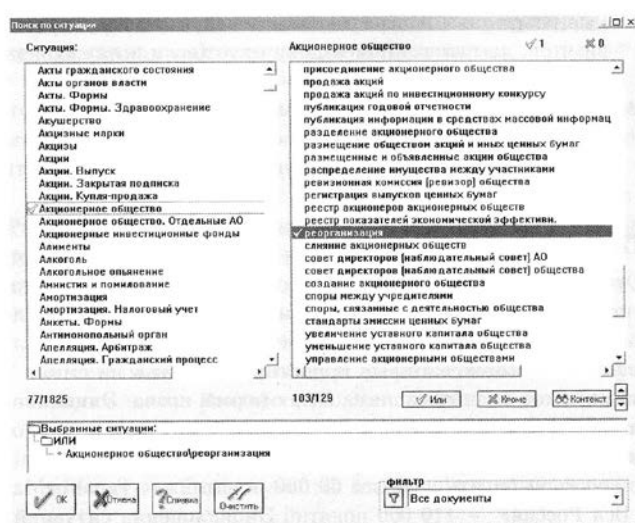 Поиск по ситуации
Ситуация:
Акты гражданского состояния
Акты органов власти
Акты. Формы
Акты. Формы. Здравоохранение
Акушерство
Акцизные марки
Акцизы
Акции
Акции. Выпуск
Акции. Закрытая подписка
Акции. Купля-продажа
Акционерное общество
Акционерное общество. Отдельные АО
Акционерные инвестиционные фонды
Алименты
Алкоголь
Алкогольное опьянение
Амнистия и помилование
Амортизация
Амортизация. Налоговый учет
Анкеты. Формы
Антимонопольный орган
Апелляция. Арбитраж
Апелляция. Гражданский процесс
77/1825
Акционерное общество 1 0
присоединение акционерного общества
продажа акций
продажа акций по инвестиционному конкурсу
публикация годовой отчетности
публикация информации в средствах массовой информац
разделение акционерного общества
размещение обществом акций и иных ценных бумаг
размещенные и объявленные акции общества
распределение имущества между участниками
ревизионная комиссия (ревизор) общества
регистрация выпусков ценных бумаг
реестр акционеров акционерных обществ
реестр показателей экономической эффективн.
реорганизация
слияние акционерных обществ
совет директоров (наблюдательный совет) АО
совет директоров (наблюдательный совет) общества
создание акционерного общества
споры между учредителями
споры, связанные с деятельностью общества
стандарты эмиссии ценных бумаг
увеличение уставного капитала общества
уменьшение уставного капитала общества
управление акционерными обществами
103/129
Или Кроме Контекст
Выбранные ситуации:
ИЛИ
Акционерное общество\реорганизация
OK Отмена Справка Очистить
фильтр
Все документы